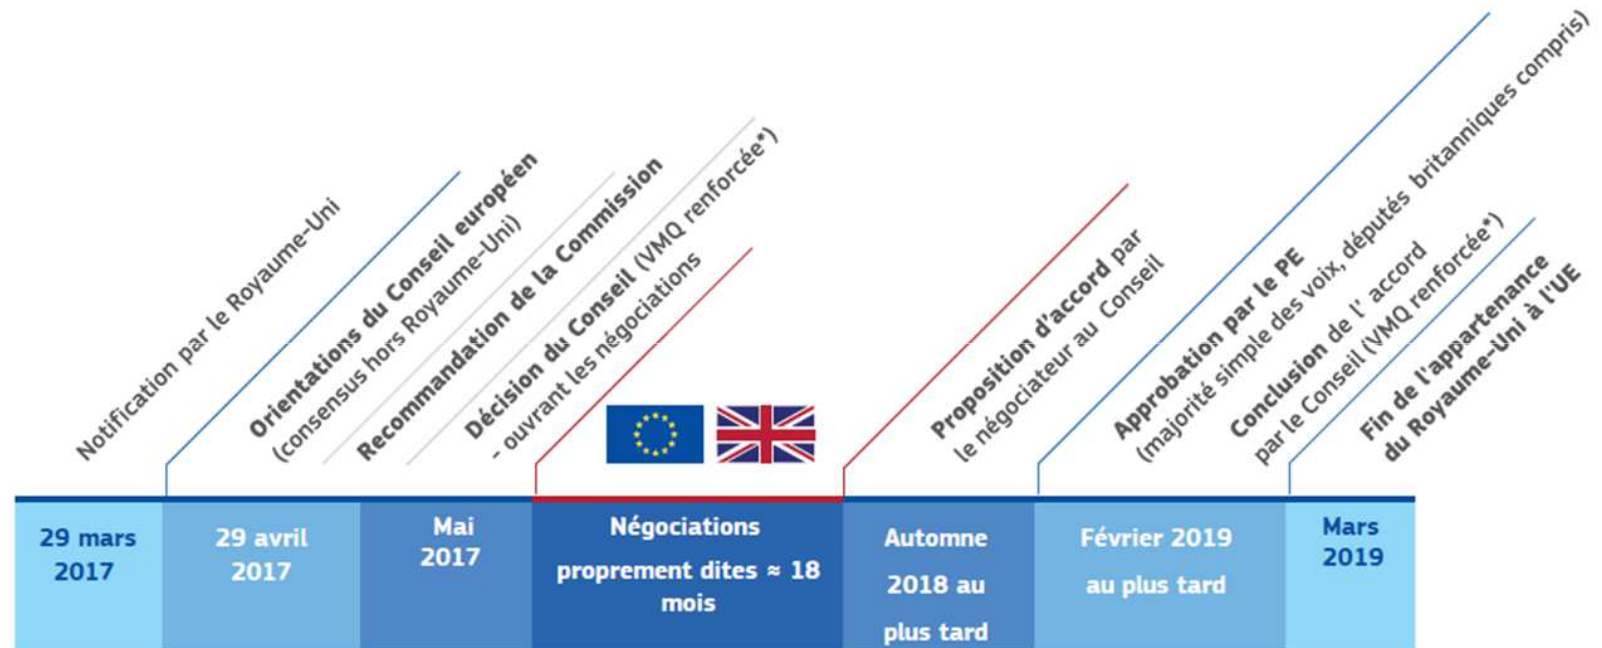 Notification par le Royaume-Uni
Orientations du Conseil européen
(consensus hors Royaume-Uni)
Recommandation de la Commission
Décision du Conseil (VMQ renforcée*)
- ouvrant les négociations
Proposition d'accord par
le négociateur au Conseil
Approbation par le PE
(majorité simple des voix, députés britanniques compris)
Conclusion de l' accord
par le Conseil (VMQ renforcée*)
Fin de l'appartenance
du Royaume-Uni à l'UE
29 mars
2017
29 avril
2017
Mai
2017
Négociations
proprement dites ≈ 18
mois
Automne
2018 au
plus tard
Février 2019
au plus tard
Mars
2019